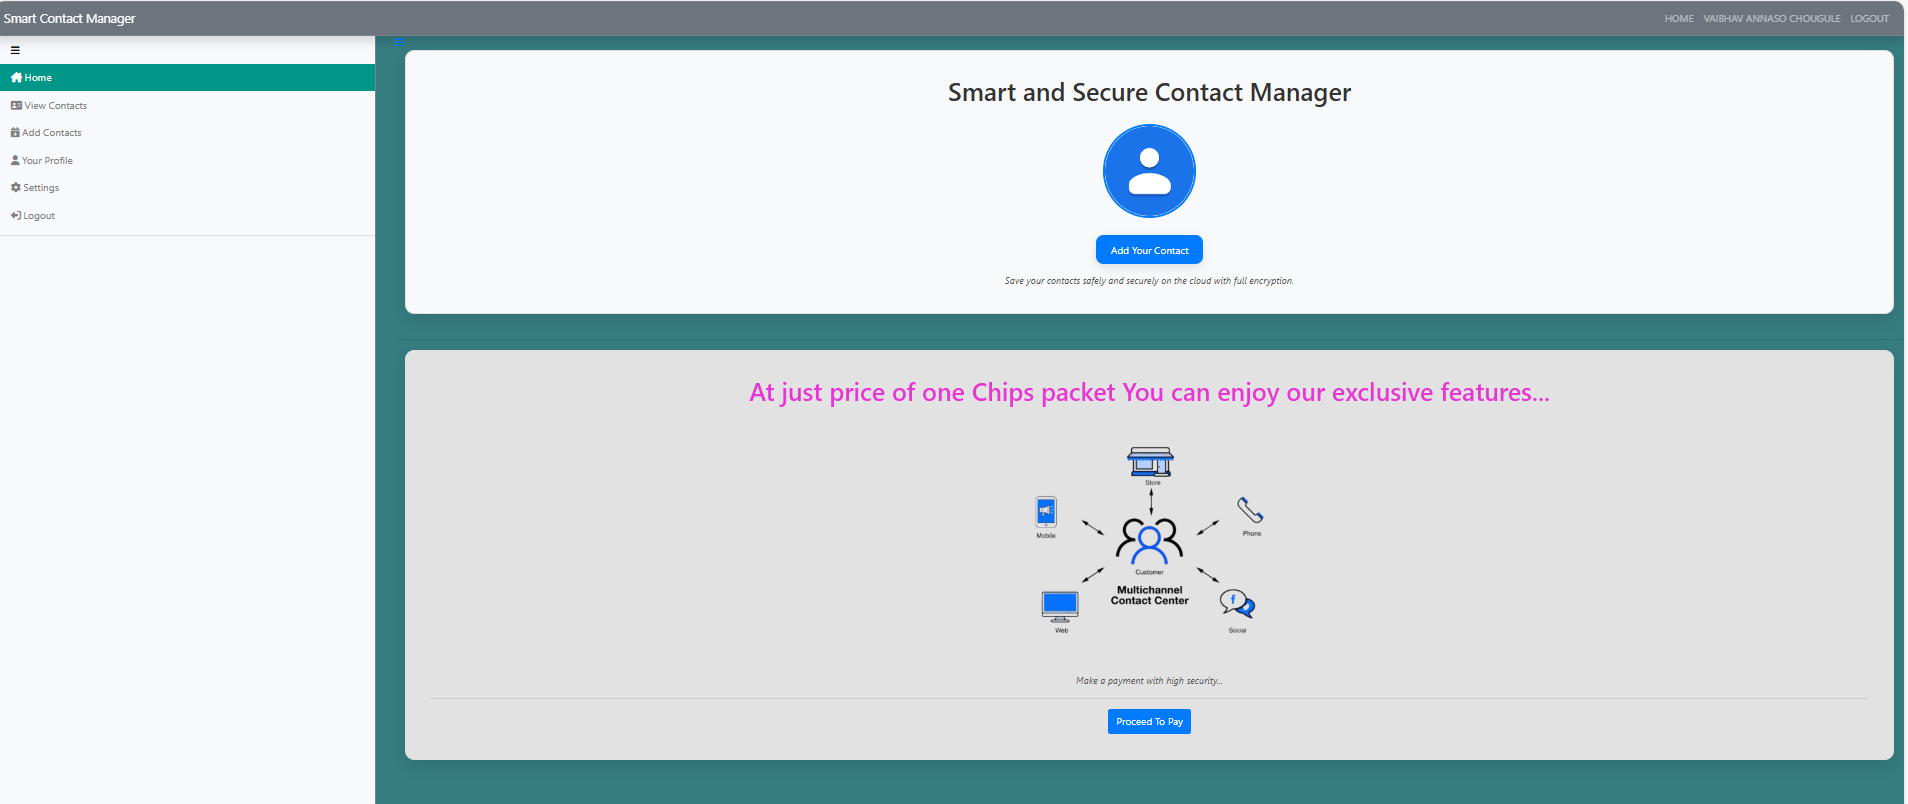 Smart Contact Manager
HOME VAIBHAV ANNASO CHOUGULE LOGOUT
Home
View Contacts
Add Contacts
Your Profile
Settings
Logout
Smart and Secure Contact Manager
Add Your Contact
Save your contacts safely and securely on the cloud with full encryption.
At just price of one Chips packet You can enjoy our exclusive features...
Store
Mobile
Phone
Customer
Multichannel
Contact Center
Web
Social
Make a payment with high security...
Proceed To Pay